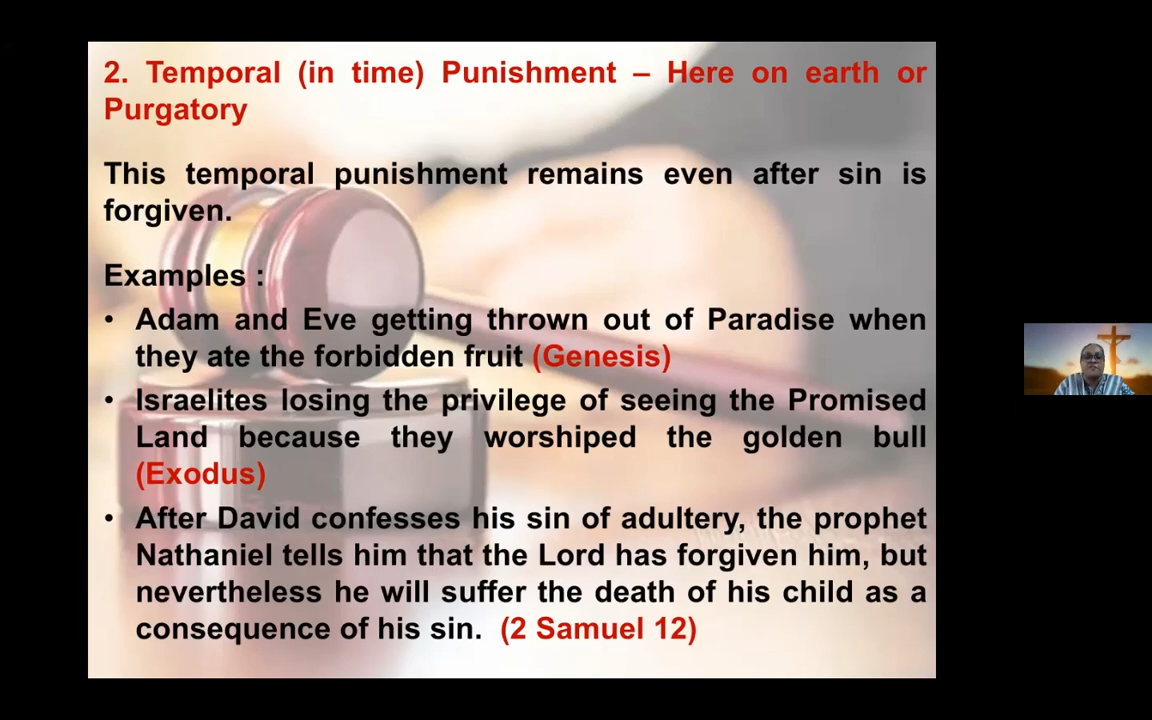 2. Temporal (in time) Punishment – Here on earth or
Purgatory
This temporal punishment remains even after sin is
forgiven.
Examples :
• Adam and Eve getting thrown out of Paradise when
they ate the forbidden fruit (Genesis)
• Israelites losing the privilege of seeing the Promised
Land because they worshiped the golden bull
(Exodus)
• After David confesses his sin of adultery, the prophet
Nathaniel tells him that the Lord has forgiven him, but
nevertheless he will suffer the death of his child as a
consequence of his sin. (2 Samuel 12)